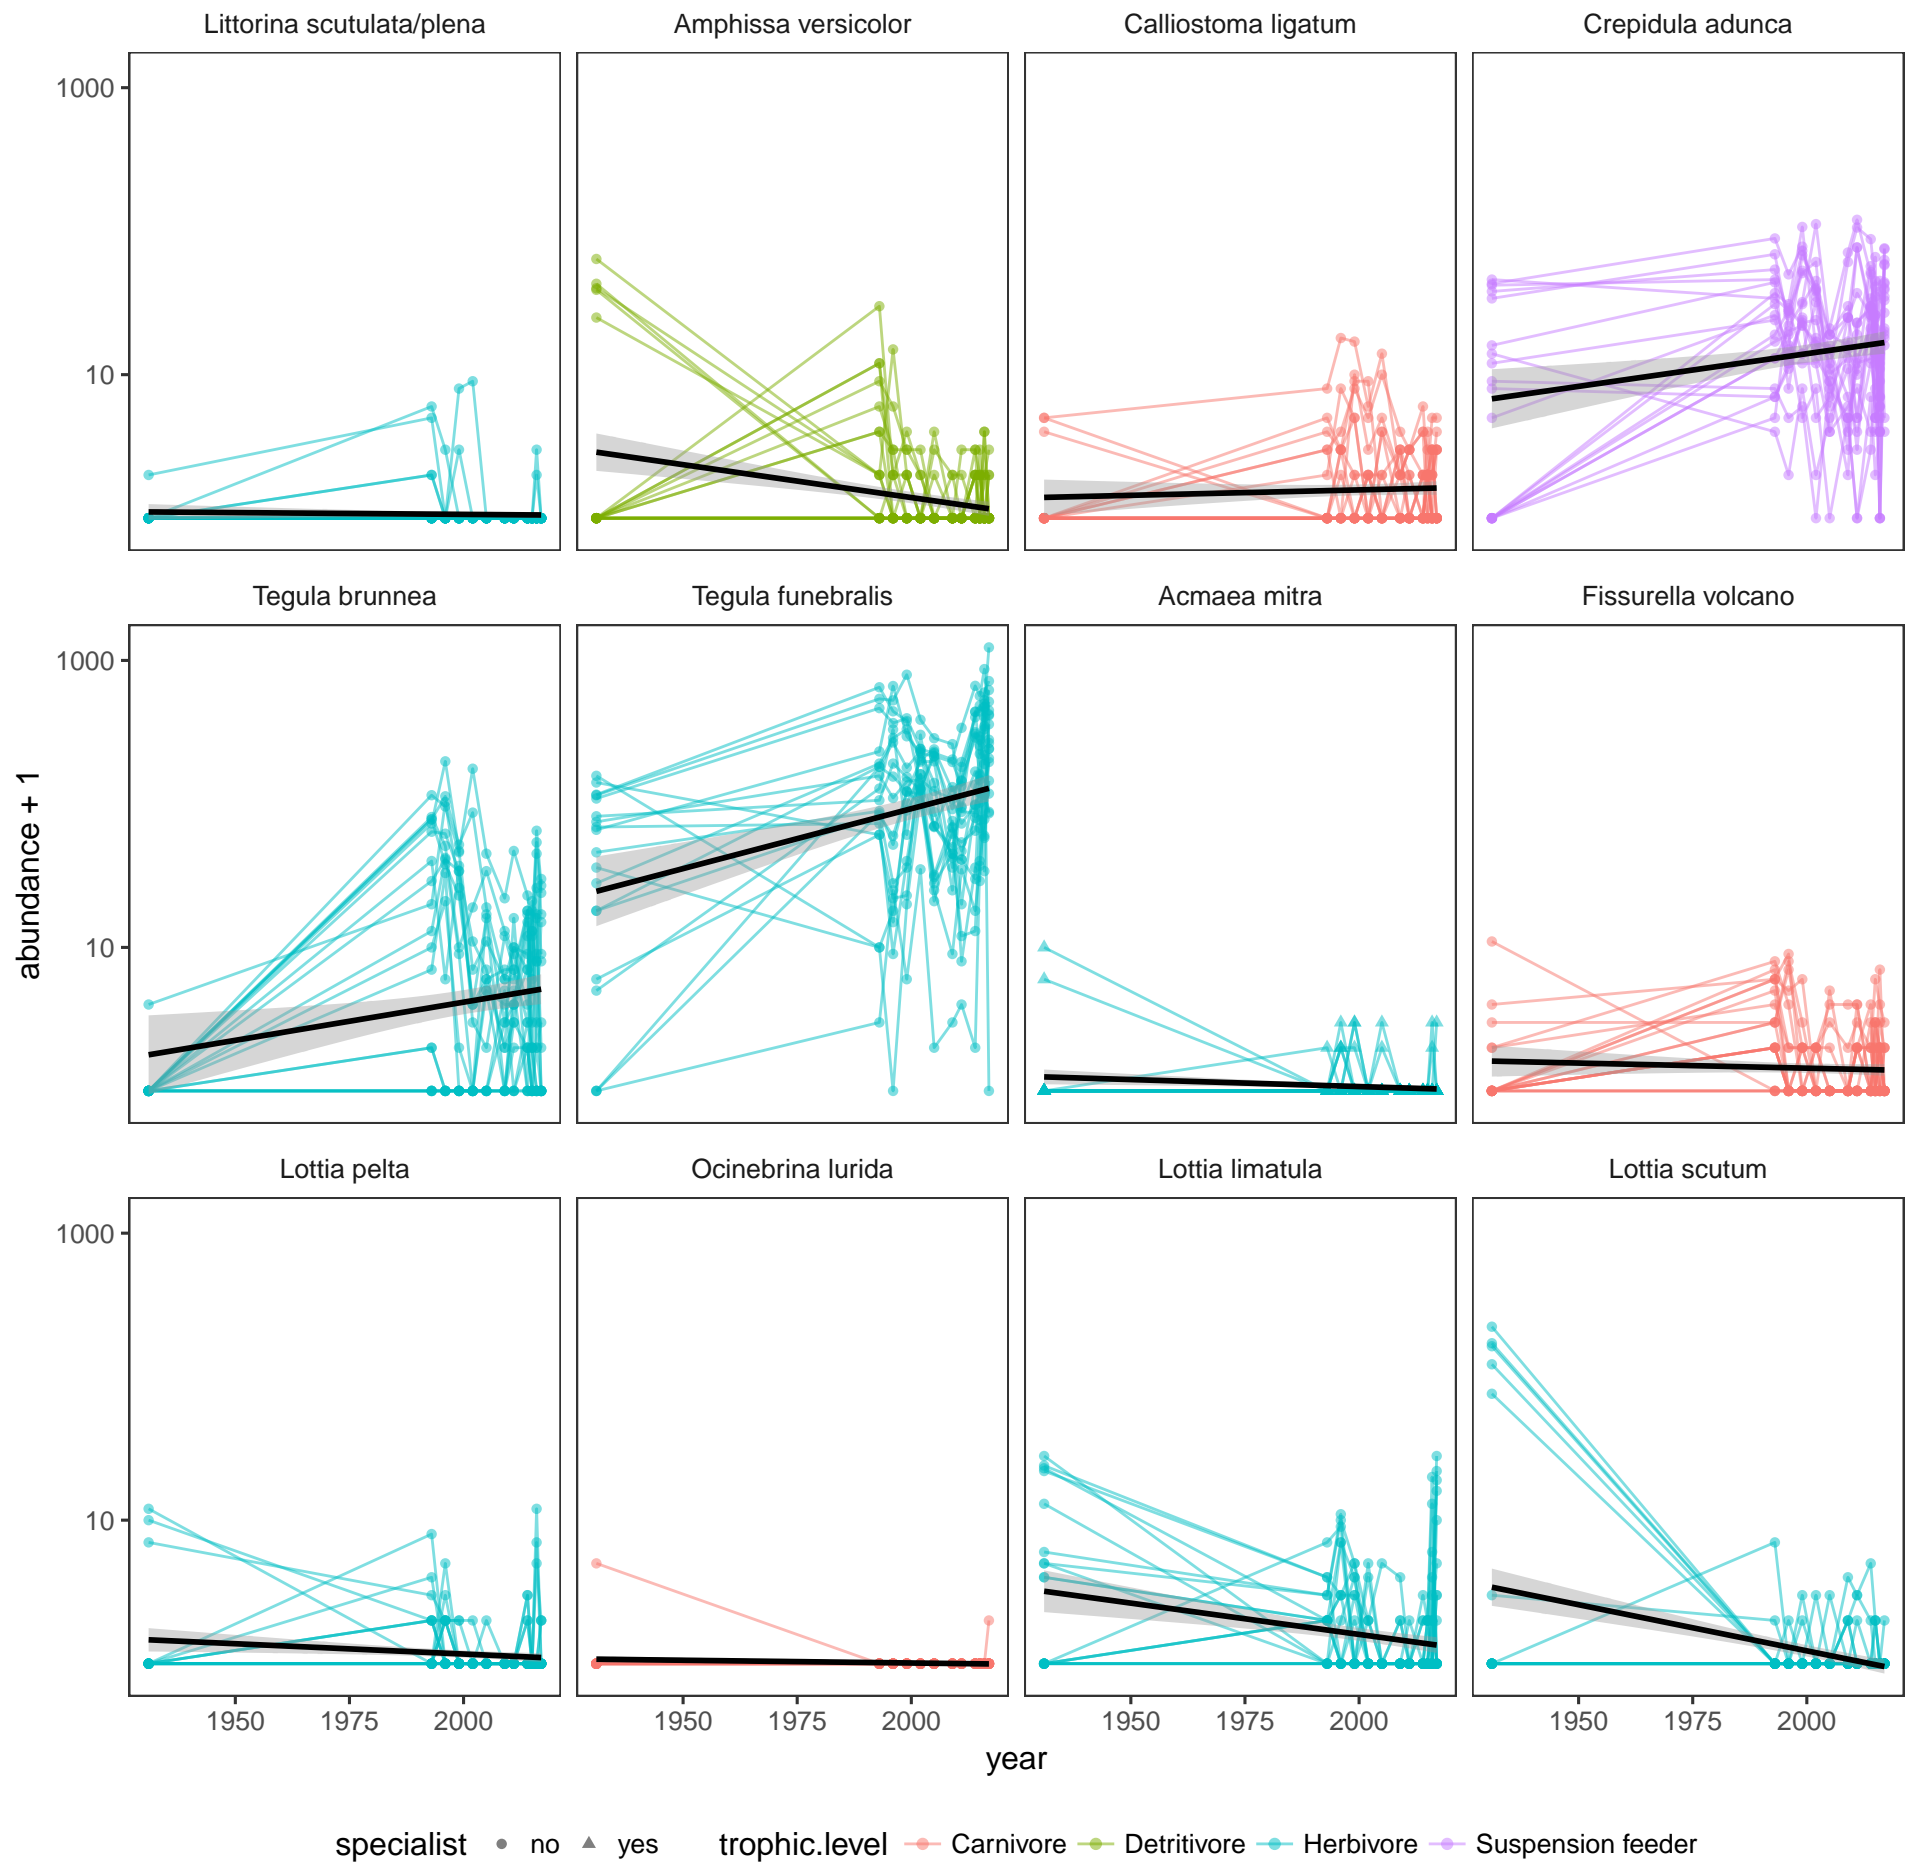 Littorina scutulata/plena Amphissa versicolor Calliostoma ligatum Crepidula adunca
1000
10
Tegula brunnea Tegula funebralis Acmaea mitra Fissurella volcano
1000
abundance + 1
10
Lottia pelta Ocinebrina lurida Lottia limatula Lottia scutum
1000
10
1950 1975 2000 1950 1975 2000 1950 1975 2000 1950 1975 2000
year
specialist no yes trophic.level Carnivore Detritivore Herbivore Suspension feeder